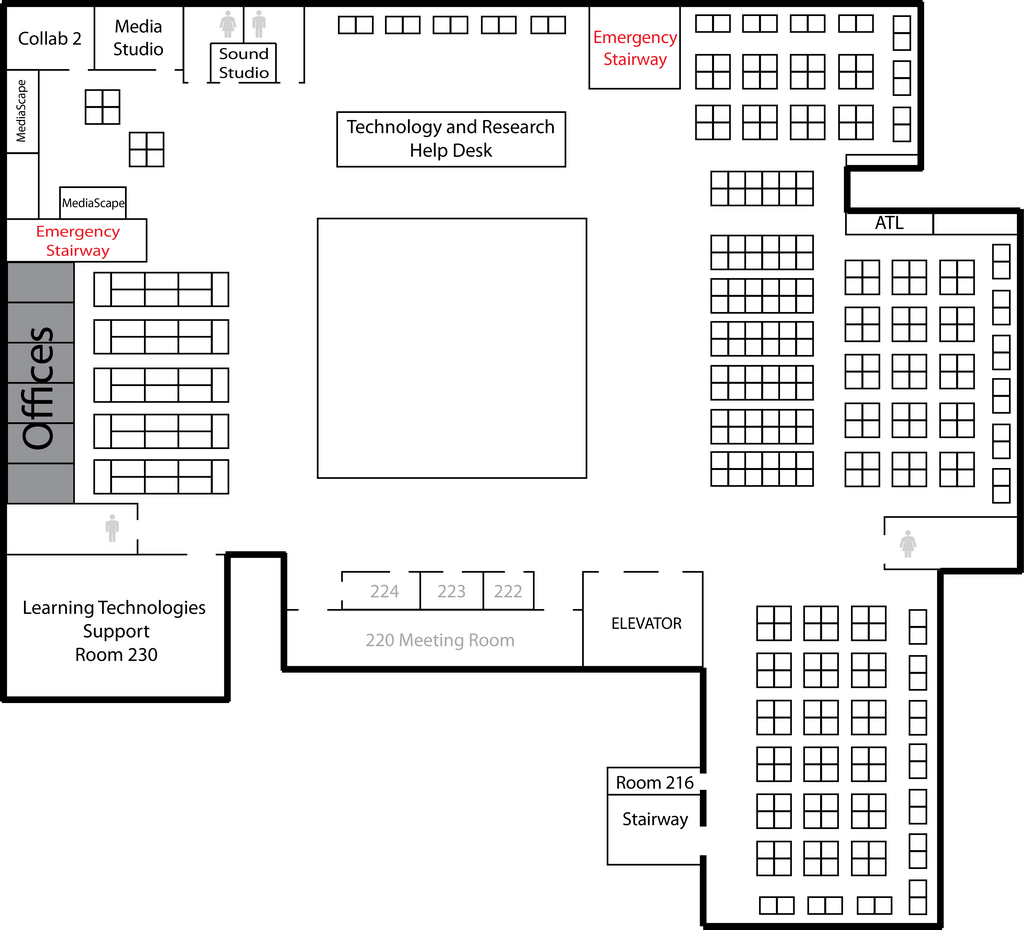 Collab 2
Media
Studio
Sound
Studio
Emergency
Stairway
MediaScape
Technology and Research
Help Desk
MediaScape
Emergency
Stairway
ATL
Offices
Learning Technologies
Support
Room 230
224
223
222
220 Meeting Room
ELEVATOR
Room 216
Stairway